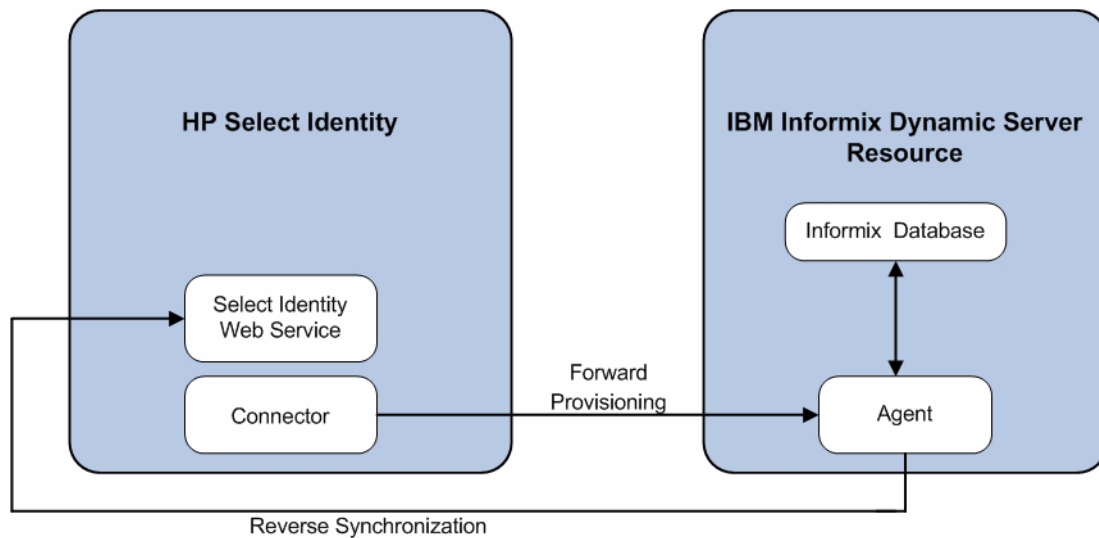 HP Select Identity
IBM Informix Dynamic Server
Resource
Informix Database
Select Identity
Web Service
Forward
Provisioning
Connector
Agent
Reverse Synchronization